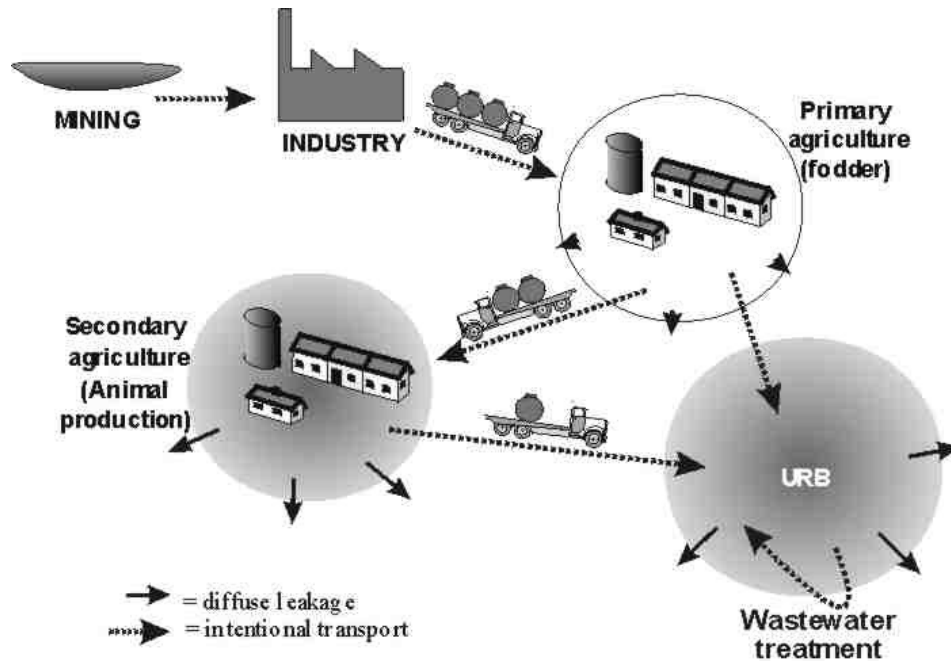 MINING
INDUSTRY
Primary
agriculture
(fodder)
Secondary
agriculture
(Animal
production)
URB
= diffuse leakage
= intentional transport
Wastewater
treatment